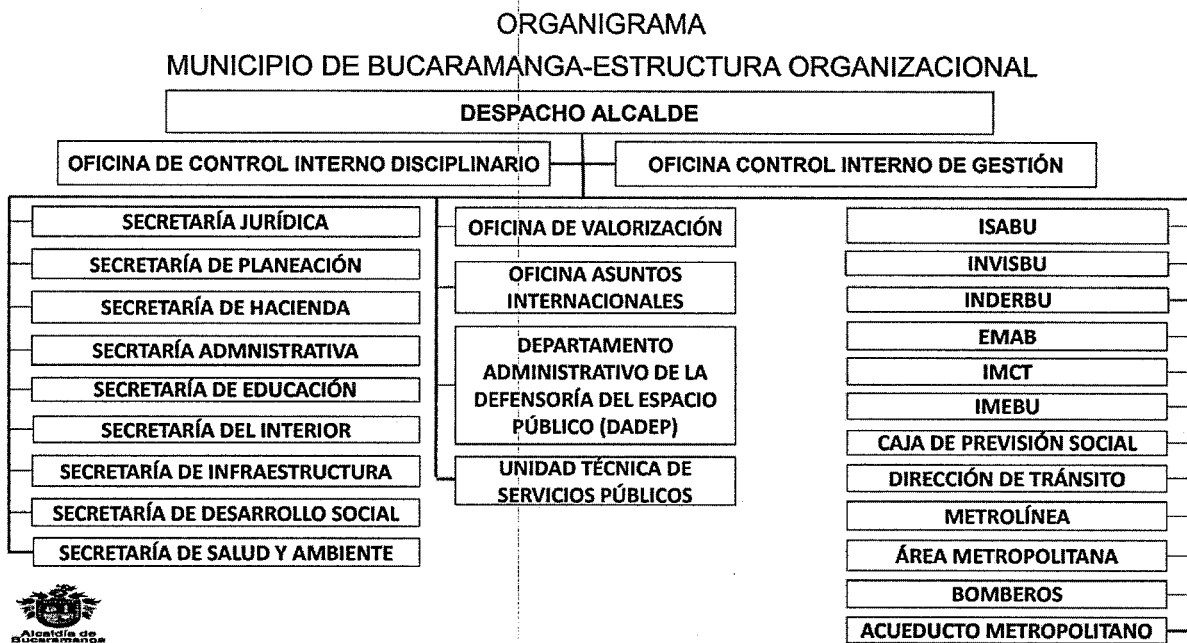 ORGANIGRAMA
MUNICIPIO DE BUCARAMANGA-ESTRUCTURA ORGANIZACIONAL
DESPACHO ALCALDE
OFICINA DE CONTROL INTERNO DISCIPLINARIO
OFICINA CONTROL INTERNO DE GESTIÓN
SECRETARÍA JURÍDICA
SECRETARÍA DE PLANEACIÓN
SECRETARÍA DE HACIENDA
SECRTARÍA ADMNISTRATIVA
SECRETARÍA DE EDUCACIÓN
SECRETARÍA DEL INTERIOR
SECRETARÍA DE INFRAESTRUCTURA
SECRETARÍA DE DESARROLLO SOCIAL
SECRETARÍA DE SALUD Y AMBIENTE
OFICINA DE VALORIZACIÓN
OFICINA ASUNTOS
INTERNACIONALES
DEPARTAMENTO
ADMINISTRATIVO DE LA
DEFENSORÍA DEL ESPACIO
PÚBLICO (DADEP)
UNIDAD TÉCNICA DE
SERVICIOS PÚBLICOS
ISABU
INVISBU
INDERBU
EMAB
IMCT
IMEBU
CAJA DE PREVISIÓN SOCIAL
DIRECCIÓN DE TRÁNSITO
METROLÍNEA
ÁREA METROPOLITANA
BOMBEROS
ACUEDUCTO METROPOLITANO
Alcaldía de
Bucaramanga